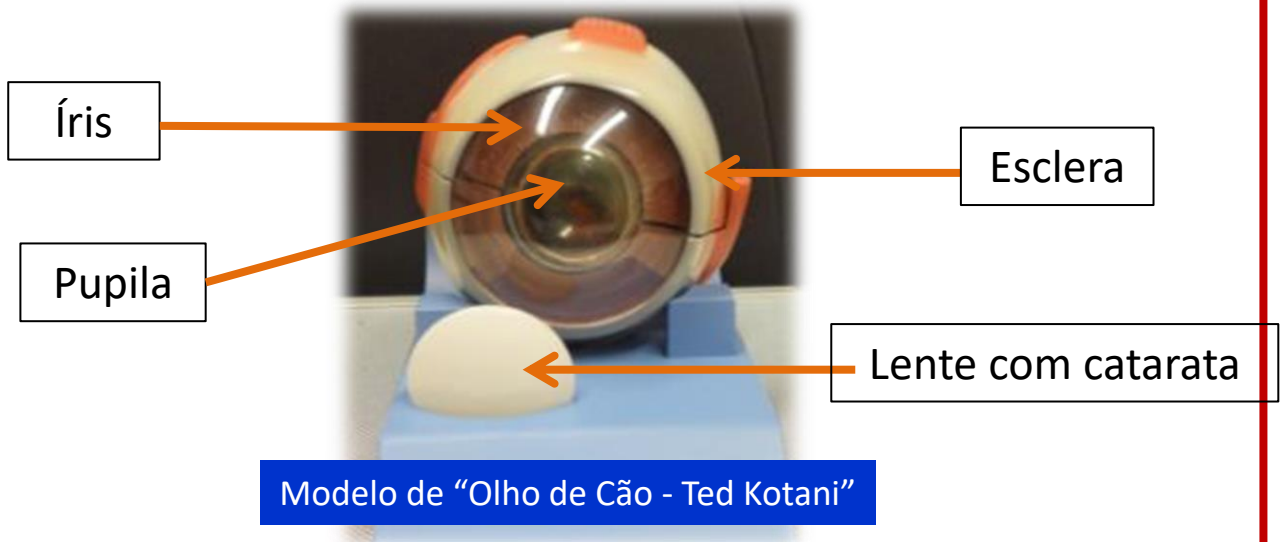 Íris
Esclera
Pupila
Lente com catarata
Modelo de “Olho de Cão - Ted Kotani”